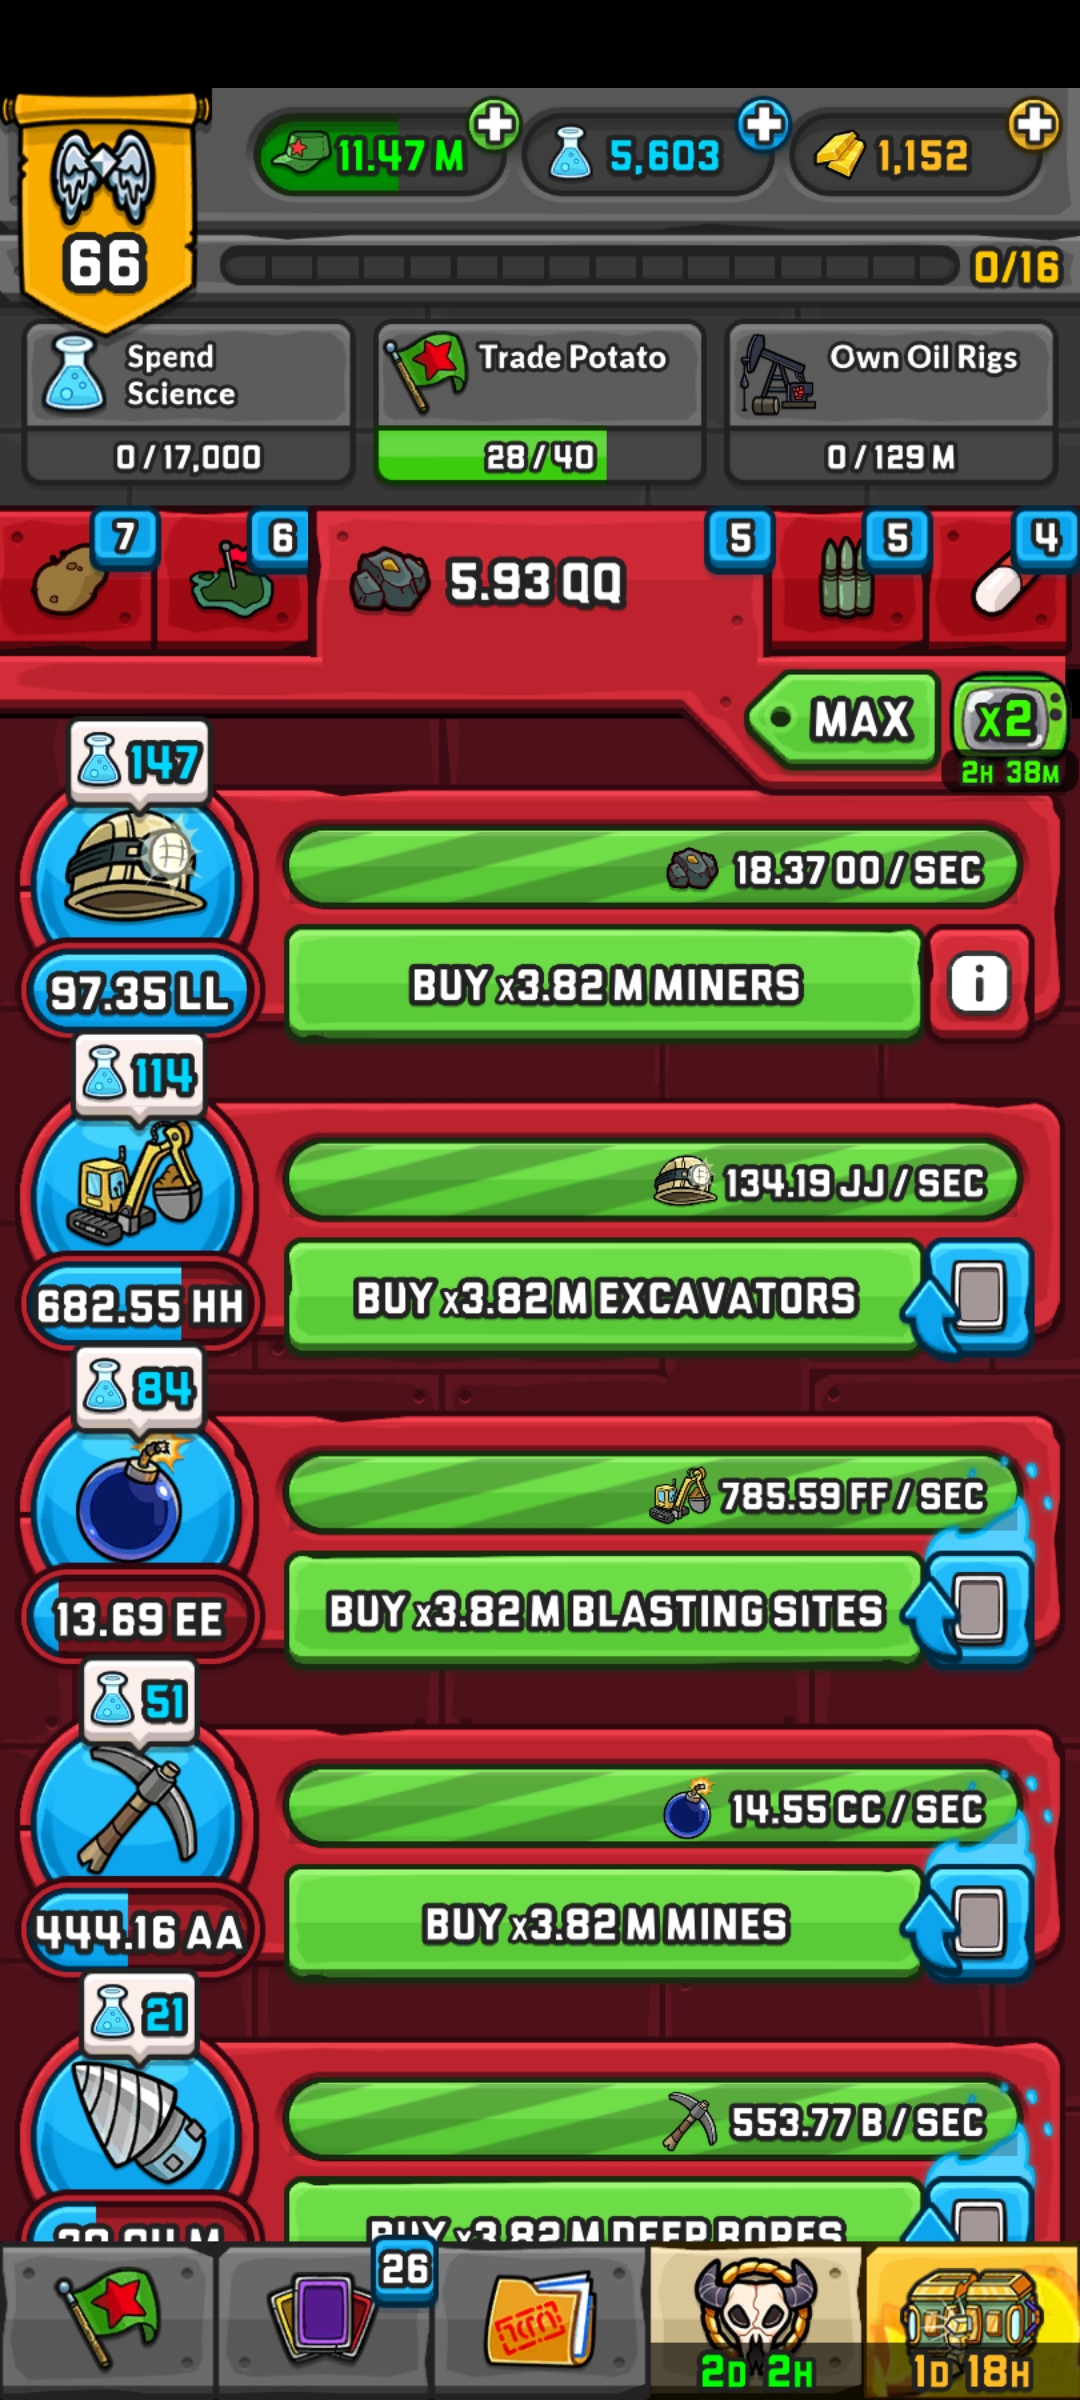 11.47 M
5,603
1,152
66
0/16
Spend
Science
0 / 17,000
Trade Potato
28 / 40
Own Oil Rigs
0 / 129 M
7
6
5.93 QQ
5
5
4
MAX
x2
2H 38M
147
18.37 OO / SEC
97.35 LL
BUY x3.82 M MINERS
i
114
134.19 JJ / SEC
682.55 HH
BUY x3.82 M EXCAVATORS
84
785.59 FF / SEC
13.69 EE
BUY x3.82 M BLASTING SITES
51
14.55 CC / SEC
444.16 AA
BUY x3.82 M MINES
21
553.77 B / SEC
BUY x3.82 M DEEP BORES
26
2D 2H
1D 18H